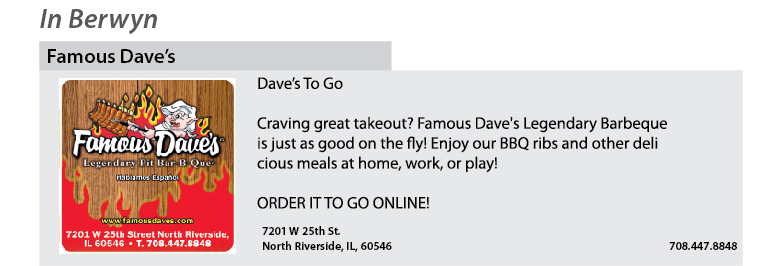 In Berwyn
Famous Dave's
Famous Dave's
Legendary Pit Bar B Que
Hablamos Español
www.famousdaves.com
7201 W 25th Street North Riverside,
IL 60546 • T. 708.447.8848
Dave's To Go
Craving great takeout? Famous Dave's Legendary Barbeque
is just as good on the fly! Enjoy our BBQ ribs and other deli
cious meals at home, work, or play!
ORDER IT TO GO ONLINE!
7201 W 25th St.
North Riverside, IL, 60546
708.447.8848